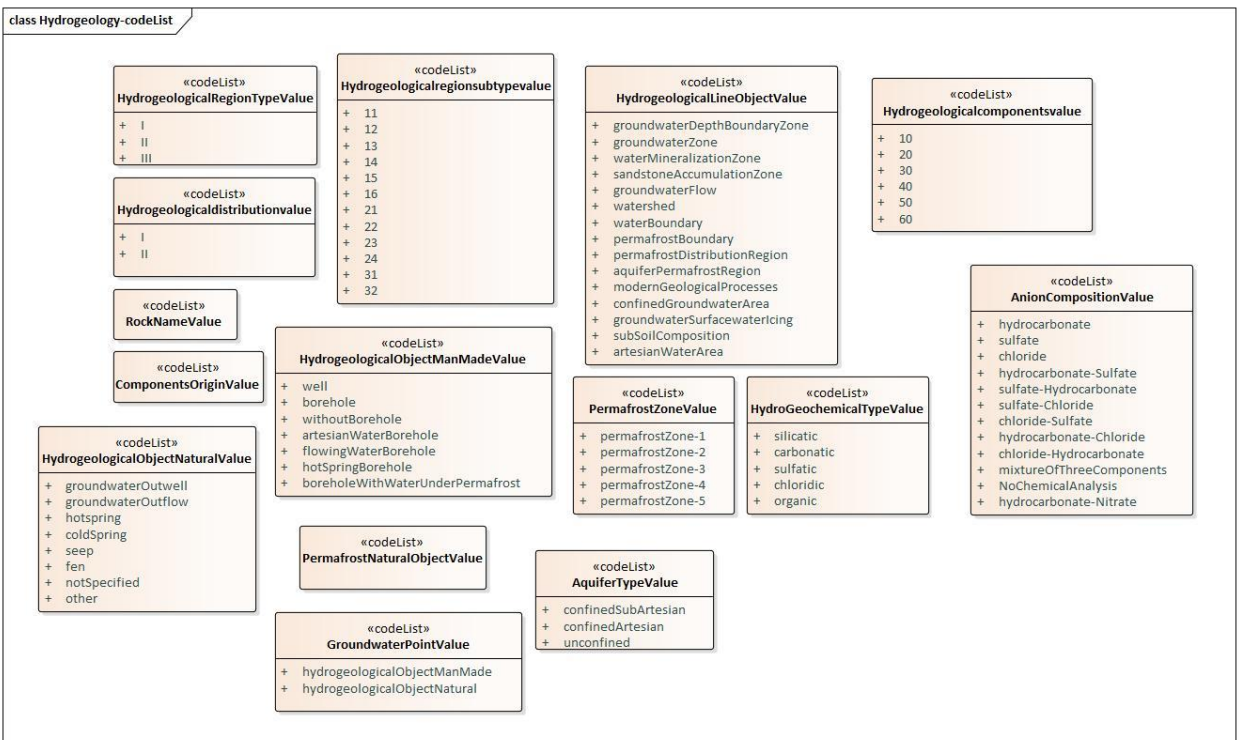 class Hydrogeology-codeList
«codeList»
HydrogeologicalRegionTypeValue
+ I
+ II
+ III
«codeList»
Hydrogeologicalregionsubtypevalue
+ 11
+ 12
+ 13
+ 14
+ 15
+ 16
+ 21
+ 22
+ 23
+ 24
+ 31
+ 32
«codeList»
HydrogeologicalLineObjectValue
+ groundwaterDepthBoundaryZone
+ groundwaterZone
+ waterMineralizationZone
+ sandstoneAccumulationZone
+ groundwaterFlow
+ watershed
+ waterBoundary
+ permafrostBoundary
+ permafrostDistributionRegion
+ aquiferPermafrostRegion
+ modernGeologicalProcesses
+ confinedGroundwaterArea
+ groundwaterSurfacewaterIcing
+ subSoilComposition
+ artesianWaterArea
«codeList»
Hydrogeologicalcomponentsvalue
+ 10
+ 20
+ 30
+ 40
+ 50
+ 60
«codeList»
Hydrogeologicaldistributionvalue
+ I
+ II
«codeList»
RockNameValue
«codeList»
ComponentsOriginValue
«codeList»
HydrogeologicalObjectManMadeValue
+ well
+ borehole
+ withoutBorehole
+ artesianWaterBorehole
+ flowingWaterBorehole
+ hotSpringBorehole
+ boreholeWithWaterUnderPermafrost
«codeList»
PermafrostZoneValue
+ permafrostZone-1
+ permafrostZone-2
+ permafrostZone-3
+ permafrostZone-4
+ permafrostZone-5
«codeList»
HydroGeochemicalTypeValue
+ silicatic
+ carbonatic
+ sulfatic
+ chloridic
+ organic
«codeList»
AnionCompositionValue
+ hydrocarbonate
+ sulfate
+ chloride
+ hydrocarbonate-Sulfate
+ sulfate-Hydrocarbonate
+ sulfate-Chloride
+ chloride-Sulfate
+ hydrocarbonate-Chloride
+ chloride-Hydrocarbonate
+ mixtureOfThreeComponents
+ NoChemicalAnalysis
+ hydrocarbonate-Nitrate
«codeList»
HydrogeologicalObjectNaturalValue
+ groundwaterOutwell
+ groundwaterOutflow
+ hotspring
+ coldSpring
+ seep
+ fen
+ notSpecified
+ other
«codeList»
PermafrostNaturalObjectValue
«codeList»
AquiferTypeValue
+ confinedSubArtesian
+ confinedArtesian
+ unconfined
«codeList»
GroundwaterPointValue
+ hydrogeologicalObjectManMade
+ hydrogeologicalObjectNatural